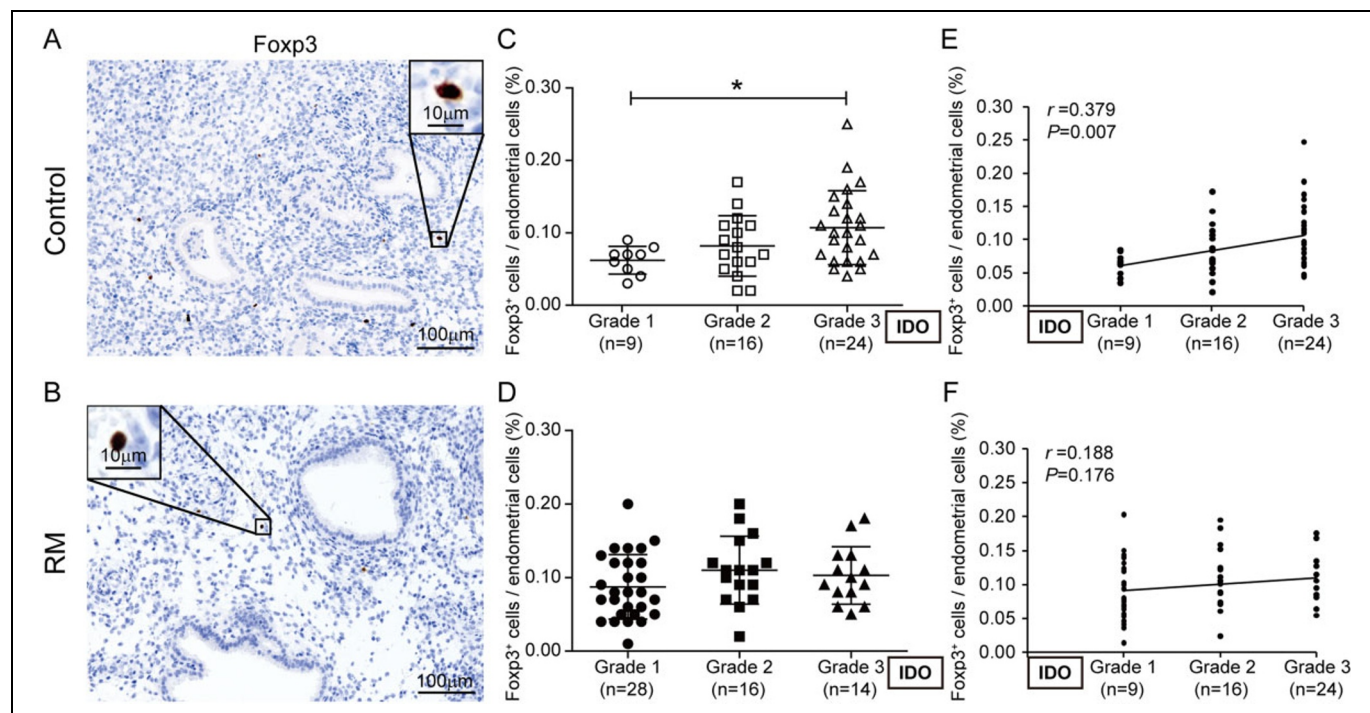 A
Foxp3
Control
10μm
100μm
B
RM
10μm
100μm
C
Foxp3⁺ cells / endometrial cells (%)
0.30
0.20
0.10
0.00
*
Grade 1 Grade 2 Grade 3 IDO
(n=9) (n=16) (n=24)
D
Foxp3⁺ cells / endometrial cells (%)
0.30
0.20
0.10
0.00
Grade 1 Grade 2 Grade 3 IDO
(n=28) (n=16) (n=14)
E
Foxp3⁺ cells / endometrial cells (%)
0.30
0.25
0.20
0.15
0.10
0.05
0.00
r=0.379
P=0.007
IDO Grade 1 Grade 2 Grade 3
(n=9) (n=16) (n=24)
F
Foxp3⁺ cells / endometrial cells (%)
0.30
0.25
0.20
0.15
0.10
0.05
0.00
r=0.188
P=0.176
IDO Grade 1 Grade 2 Grade 3
(n=9) (n=16) (n=24)